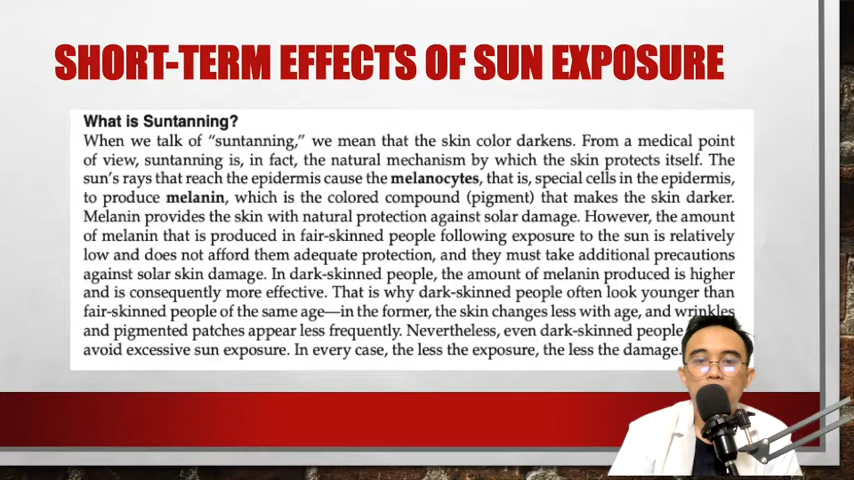 SHORT-TERM EFFECTS OF SUN EXPOSURE
What is Suntanning?
When we talk of “suntanning,” we mean that the skin color darkens. From a medical point
of view, suntanning is, in fact, the natural mechanism by which the skin protects itself. The
sun’s rays that reach the epidermis cause the melanocytes, that is, special cells in the epidermis,
to produce melanin, which is the colored compound (pigment) that makes the skin darker.
Melanin provides the skin with natural protection against solar damage. However, the amount
of melanin that is produced in fair-skinned people following exposure to the sun is relatively
low and does not afford them adequate protection, and they must take additional precautions
against solar skin damage. In dark-skinned people, the amount of melanin produced is higher
and is consequently more effective. That is why dark-skinned people often look younger than
fair-skinned people of the same age—in the former, the skin changes less with age, and wrinkles
and pigmented patches appear less frequently. Nevertheless, even dark-skinned people
avoid excessive sun exposure. In every case, the less the exposure, the less the damage.